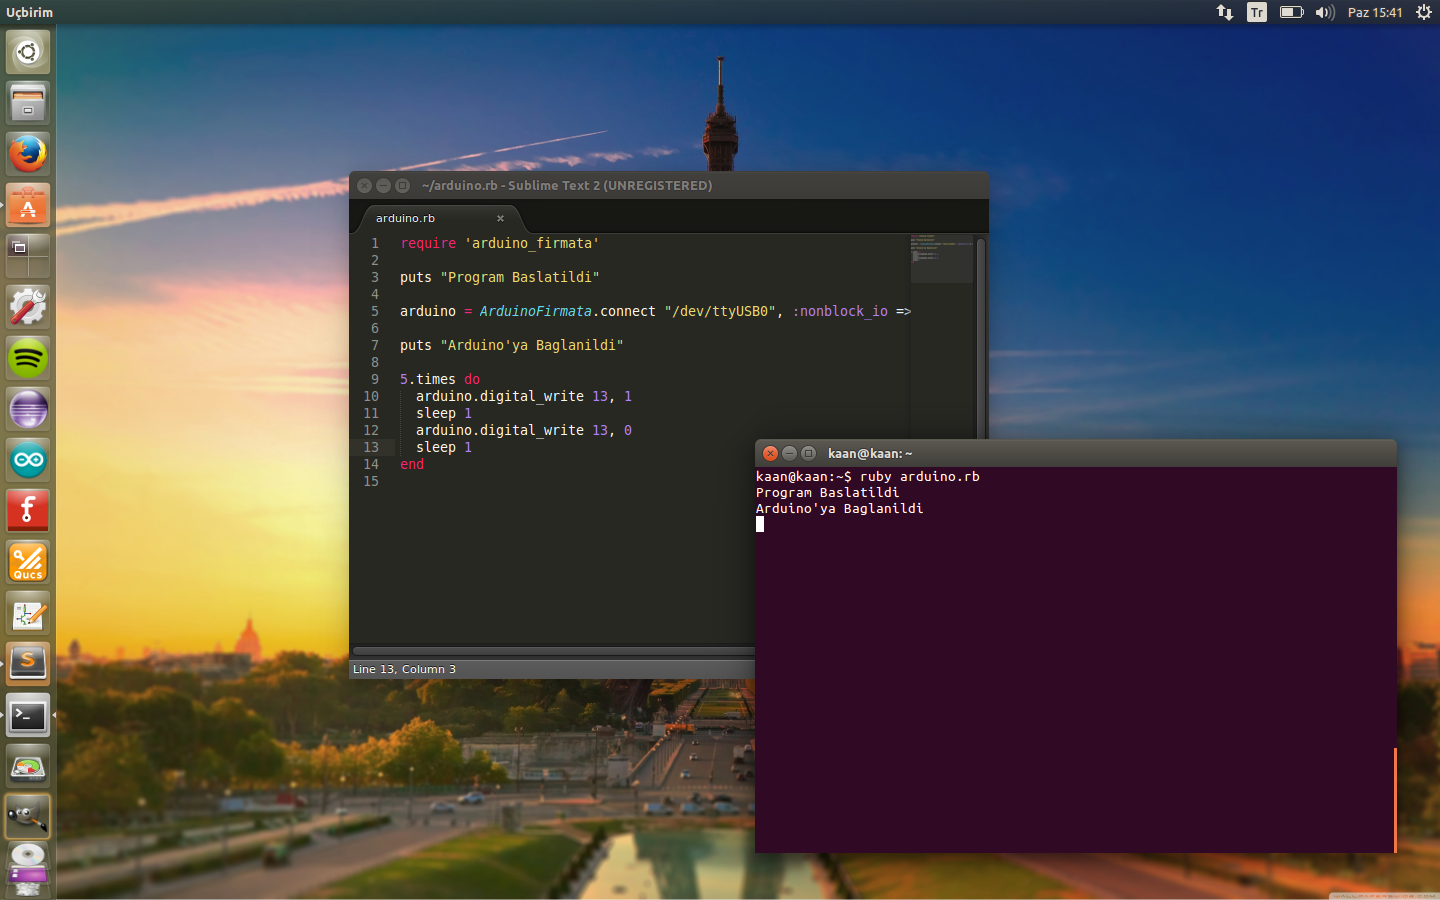 Uçbirim
Tr
Paz 15:41
~/arduino.rb - Sublime Text 2 (UNREGISTERED)
arduino.rb
1 require 'arduino_firmata'
2
3 puts "Program Baslatildi"
4
5 arduino = ArduinoFirmata.connect "/dev/ttyUSB0", :nonblock_io =>
6
7 puts "Arduino'ya Baglanildi"
8
9 5.times do
10 arduino.digital_write 13, 1
11 sleep 1
12 arduino.digital_write 13, 0
13 sleep 1
14 end
15
Line 13, Column 3
kaan@kaan: ~
kaan@kaan:~$ ruby arduino.rb
Program Baslatildi
Arduino'ya Baglanildi
Qucs